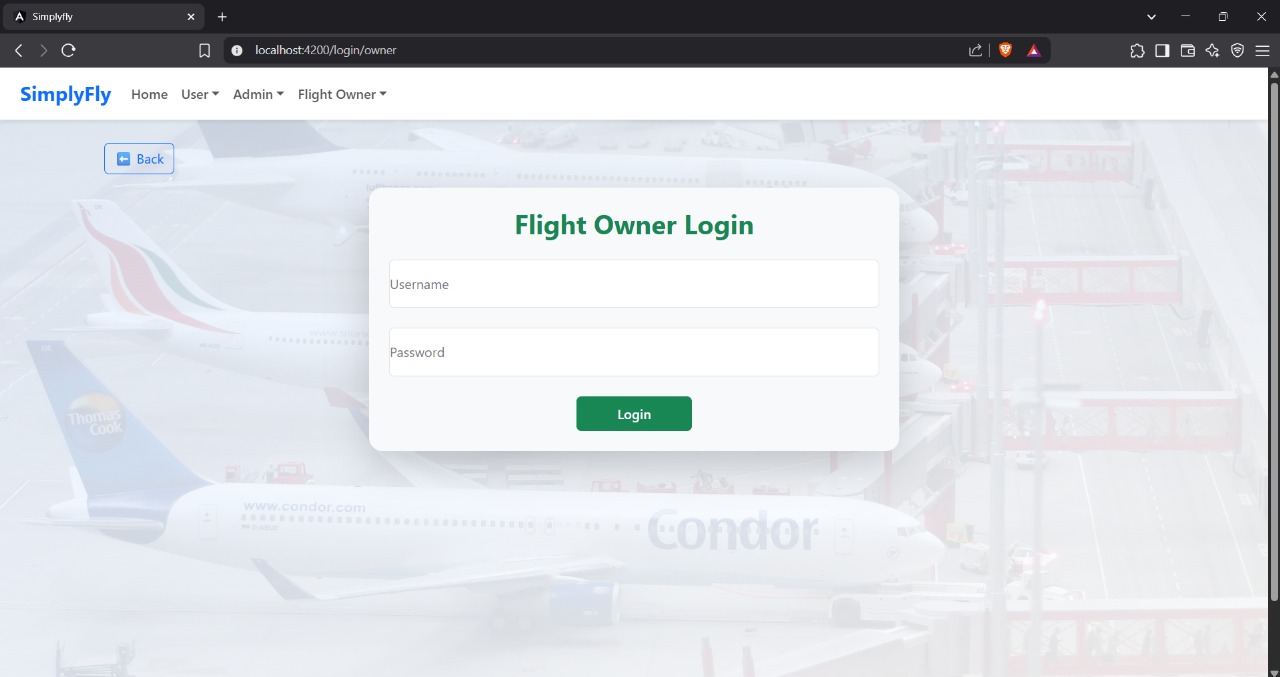 Simplyfly
localhost:4200/login/owner
SimplyFly Home User Admin Flight Owner
Back
Flight Owner Login
Username
Password
Login
Thomas
Cook
www.condor.com
Condor